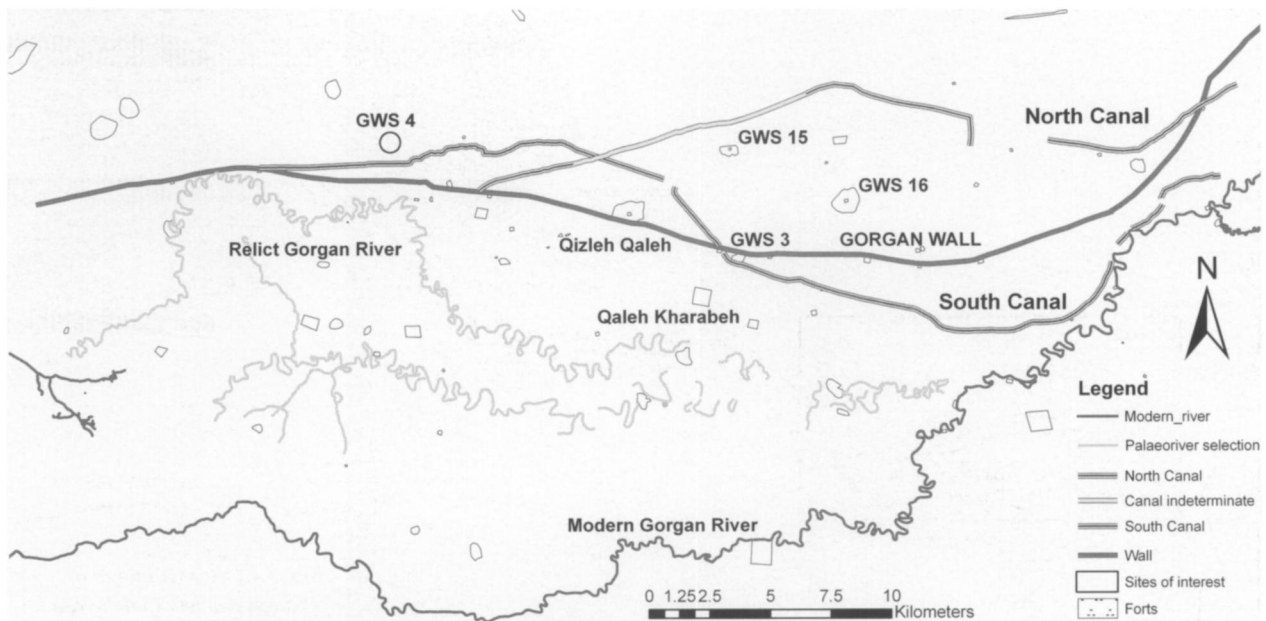 GWS 4
North Canal
GWS 15
GWS 16
Relict Gorgan River
Qizleh Qaleh
GWS 3
GORGAN WALL
N
Qaleh Kharabeh
South Canal
Legend
Modern_river
Palaeoriver selection
North Canal
Canal indeterminate
South Canal
Wall
Sites of interest
Forts
Modern Gorgan River
0 1.25 2.5 5 7.5 10
Kilometers